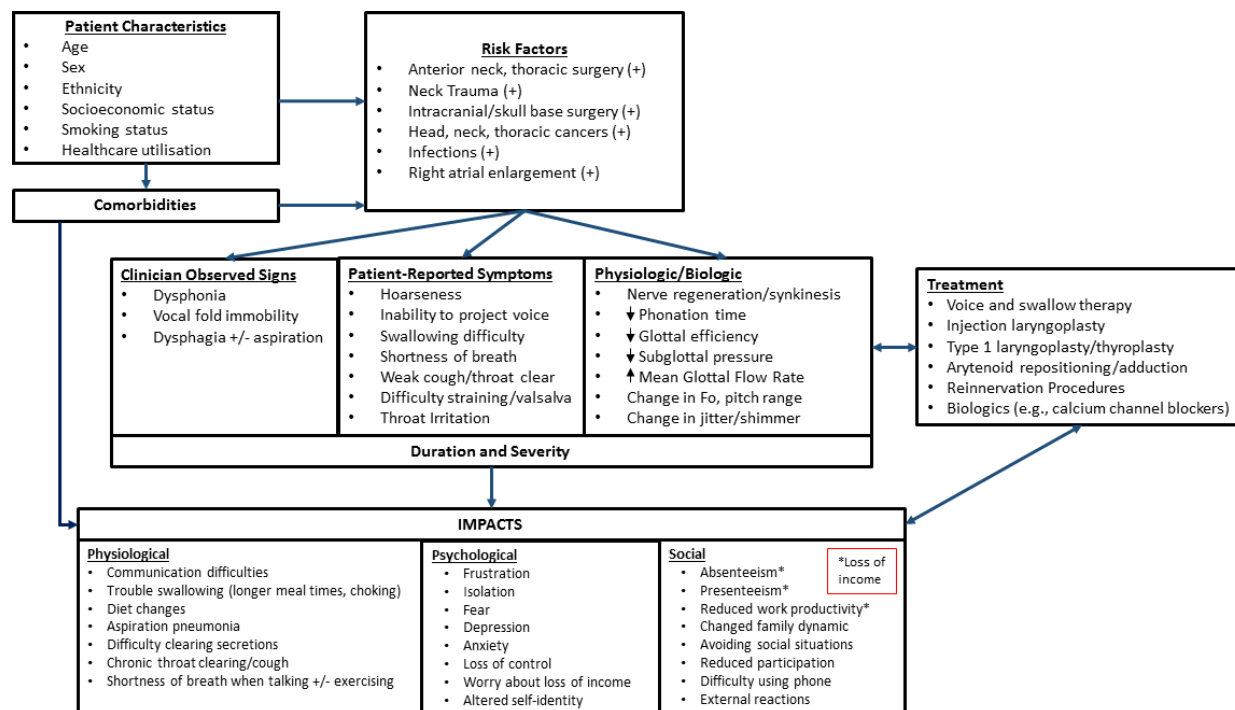 Patient Characteristics
• Age
• Sex
• Ethnicity
• Socioeconomic status
• Smoking status
• Healthcare utilisation
Comorbidities
Risk Factors
• Anterior neck, thoracic surgery (+)
• Neck Trauma (+)
• Intracranial/skull base surgery (+)
• Head, neck, thoracic cancers (+)
• Infections (+)
• Right atrial enlargement (+)
Clinician Observed Signs
• Dysphonia
• Vocal fold immobility
• Dysphagia +/- aspiration
Patient-Reported Symptoms
• Hoarseness
• Inability to project voice
• Swallowing difficulty
• Shortness of breath
• Weak cough/throat clear
• Difficulty straining/valsalva
• Throat Irritation
Physiologic/Biologic
• Nerve regeneration/synkinesis
• ↓ Phonation time
• ↓ Glottal efficiency
• ↓ Subglottal pressure
• ↑ Mean Glottal Flow Rate
• Change in Fo, pitch range
• Change in jitter/shimmer
Duration and Severity
Treatment
• Voice and swallow therapy
• Injection laryngoplasty
• Type 1 laryngoplasty/thyroplasty
• Arytenoid repositioning/adduction
• Reinnervation Procedures
• Biologics (e.g., calcium channel blockers)
IMPACTS
Physiological
• Communication difficulties
• Trouble swallowing (longer meal times, choking)
• Diet changes
• Aspiration pneumonia
• Difficulty clearing secretions
• Chronic throat clearing/cough
• Shortness of breath when talking +/- exercising
Psychological
• Frustration
• Isolation
• Fear
• Depression
• Anxiety
• Loss of control
• Worry about loss of income
• Altered self-identity
Social
• Absenteeism*
• Presenteeism*
• Reduced work productivity*
• Changed family dynamic
• Avoiding social situations
• Reduced participation
• Difficulty using phone
• External reactions
*Loss of
income